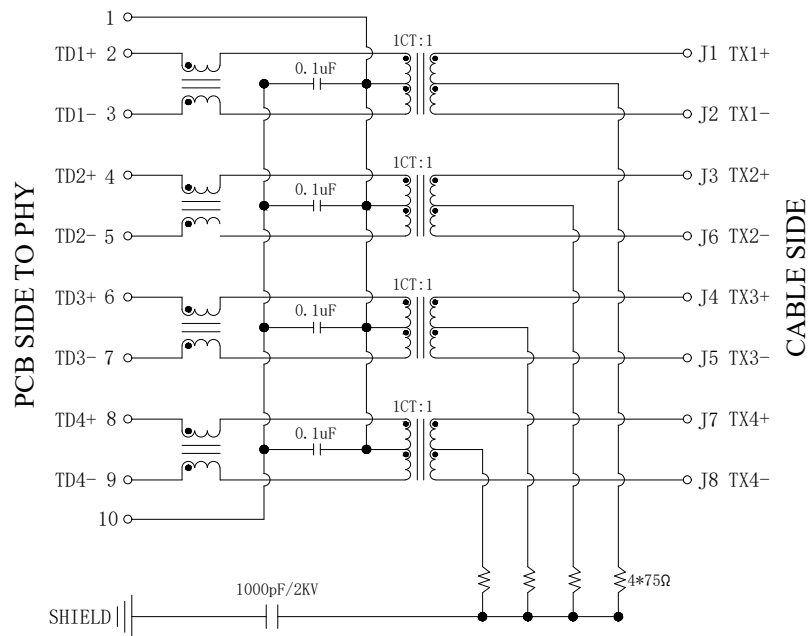 PCB SIDE TO PHY
CABLE SIDE
1
TD1+ 2
1CT:1
J1 TX1+
0.1uF
TD1- 3
J2 TX1-
TD2+ 4
1CT:1
J3 TX2+
0.1uF
TD2- 5
J6 TX2-
TD3+ 6
1CT:1
J4 TX3+
0.1uF
TD3- 7
J5 TX3-
TD4+ 8
1CT:1
J7 TX4+
0.1uF
TD4- 9
J8 TX4-
10
4*75Ω
1000pF/2KV
SHIELD